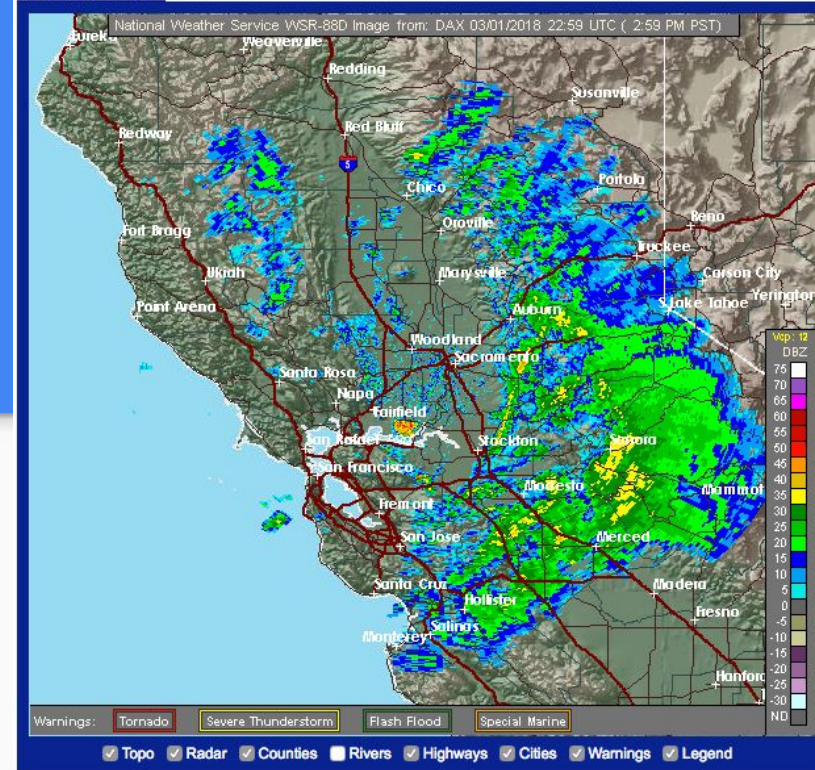 National Weather Service WSR-88D Image from: DAX 03/01/2018 22:59 UTC ( 2:59 PM PST)
Eurek
Weaverville
Redding
Susanville
Redway
Red Bluff
5
Chico
Portola
Fort Bragg
Oroville
Reno
Truckee
Ukiah
Marysville
Carson City
Point Arena
S. Lake Tahoe
Yerington
Auburn
Woodland
Sacramento
Santa Rosa
Napa
Fairfield
San Rafael
Stockton
Sonora
San Francisco
Modesto
Mammot
Fremont
San Jose
Merced
Santa Cruz
Madera
Hollister
Fresno
Salinas
Monterey
Hanford
Vcp: 12
DBZ
75
70
65
60
55
50
45
40
35
30
25
20
15
10
5
0
-5
-10
-15
-20
-25
-30
ND
Warnings: Tornado Severe Thunderstorm Flash Flood Special Marine
Topo Radar Counties Rivers Highways Cities Warnings Legend